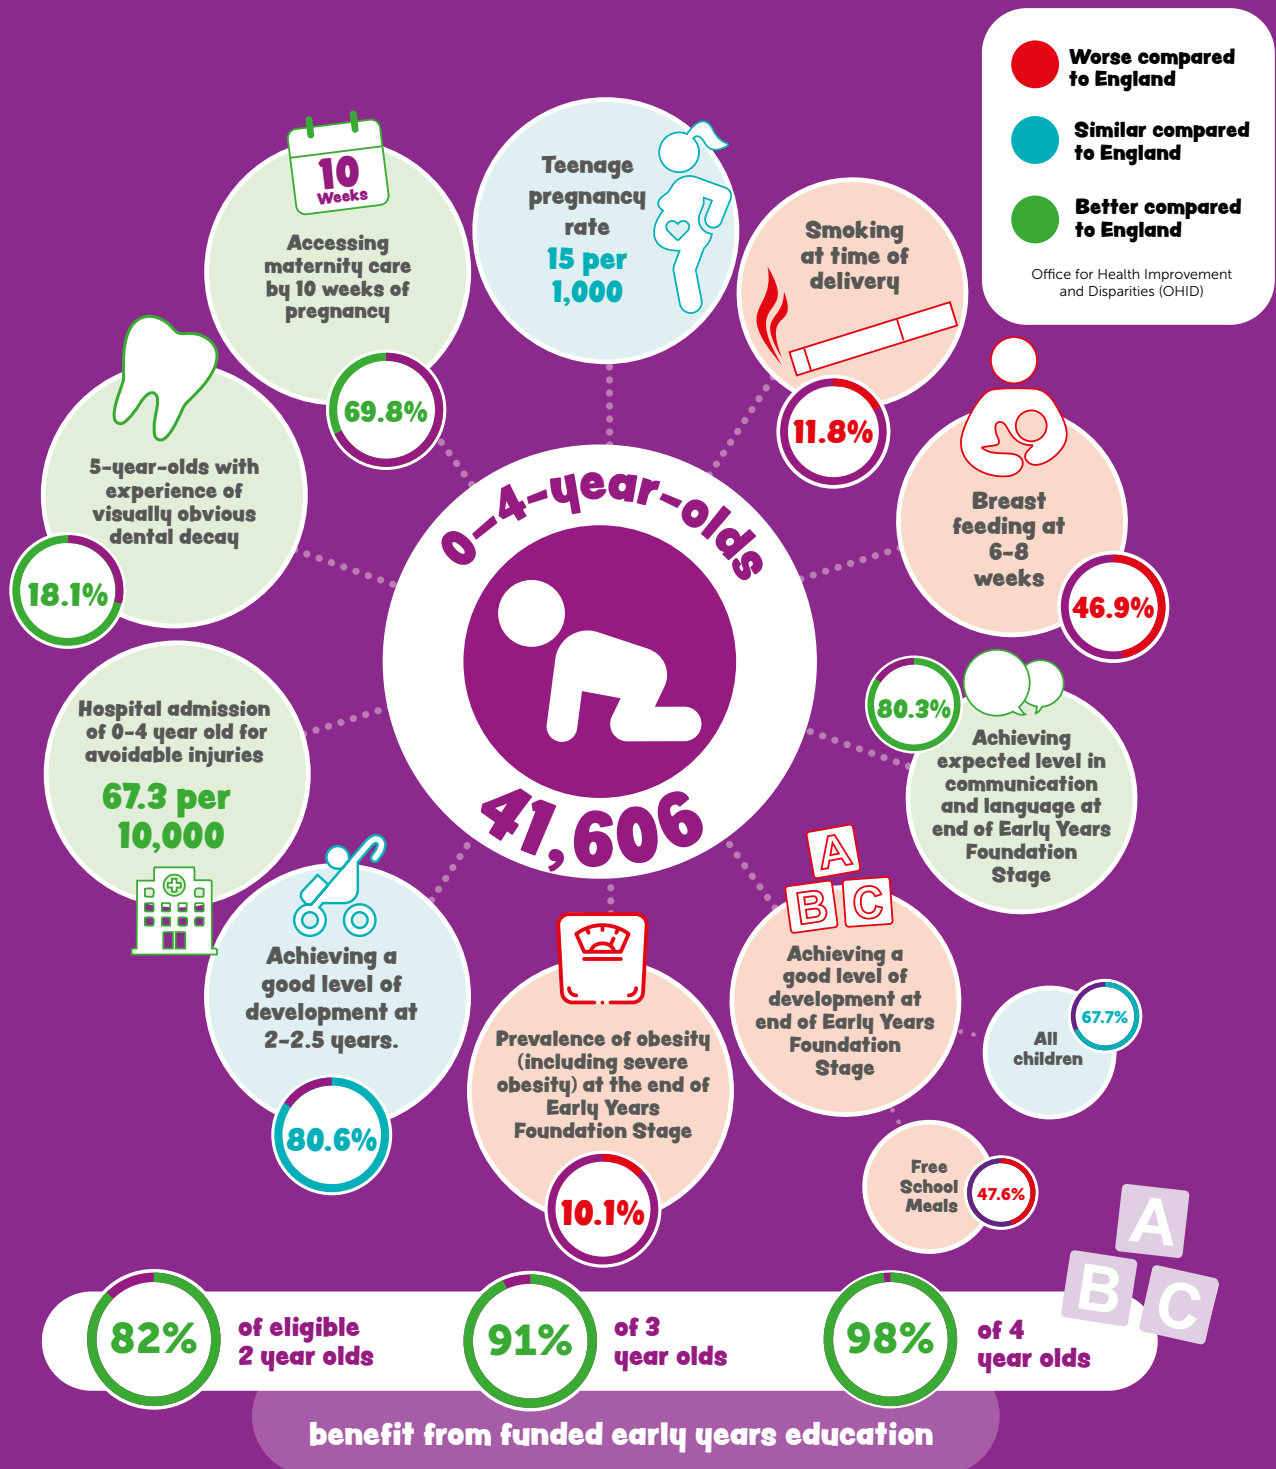 Worse compared
to England
Similar compared
to England
Better compared
to England
Office for Health Improvement
and Disparities (OHID)
10
Weeks
Accessing
maternity care
by 10 weeks of
pregnancy
69.8%
Teenage
pregnancy
rate
15 per
1,000
Smoking
at time of
delivery
11.8%
5-year-olds with
experience of
visually obvious
dental decay
18.1%
Breast
feeding at
6-8
weeks
46.9%
0-4-year-olds
41,606
Hospital admission
of 0-4 year old for
avoidable injuries
67.3 per
10,000
80.3%
Achieving
expected level in
communication
and language at
end of Early Years
Foundation
Stage
Achieving a
good level of
development at
2-2.5 years.
80.6%
Prevalence of obesity
(including severe
obesity) at the end of
Early Years
Foundation Stage
10.1%
A
B C
Achieving a
good level of
development at
end of Early Years
Foundation
Stage
All
children
67.7%
Free
School
Meals
47.6%
A
B C
82%
of eligible
2 year olds
91%
of 3
year olds
98%
of 4
year olds
benefit from funded early years education